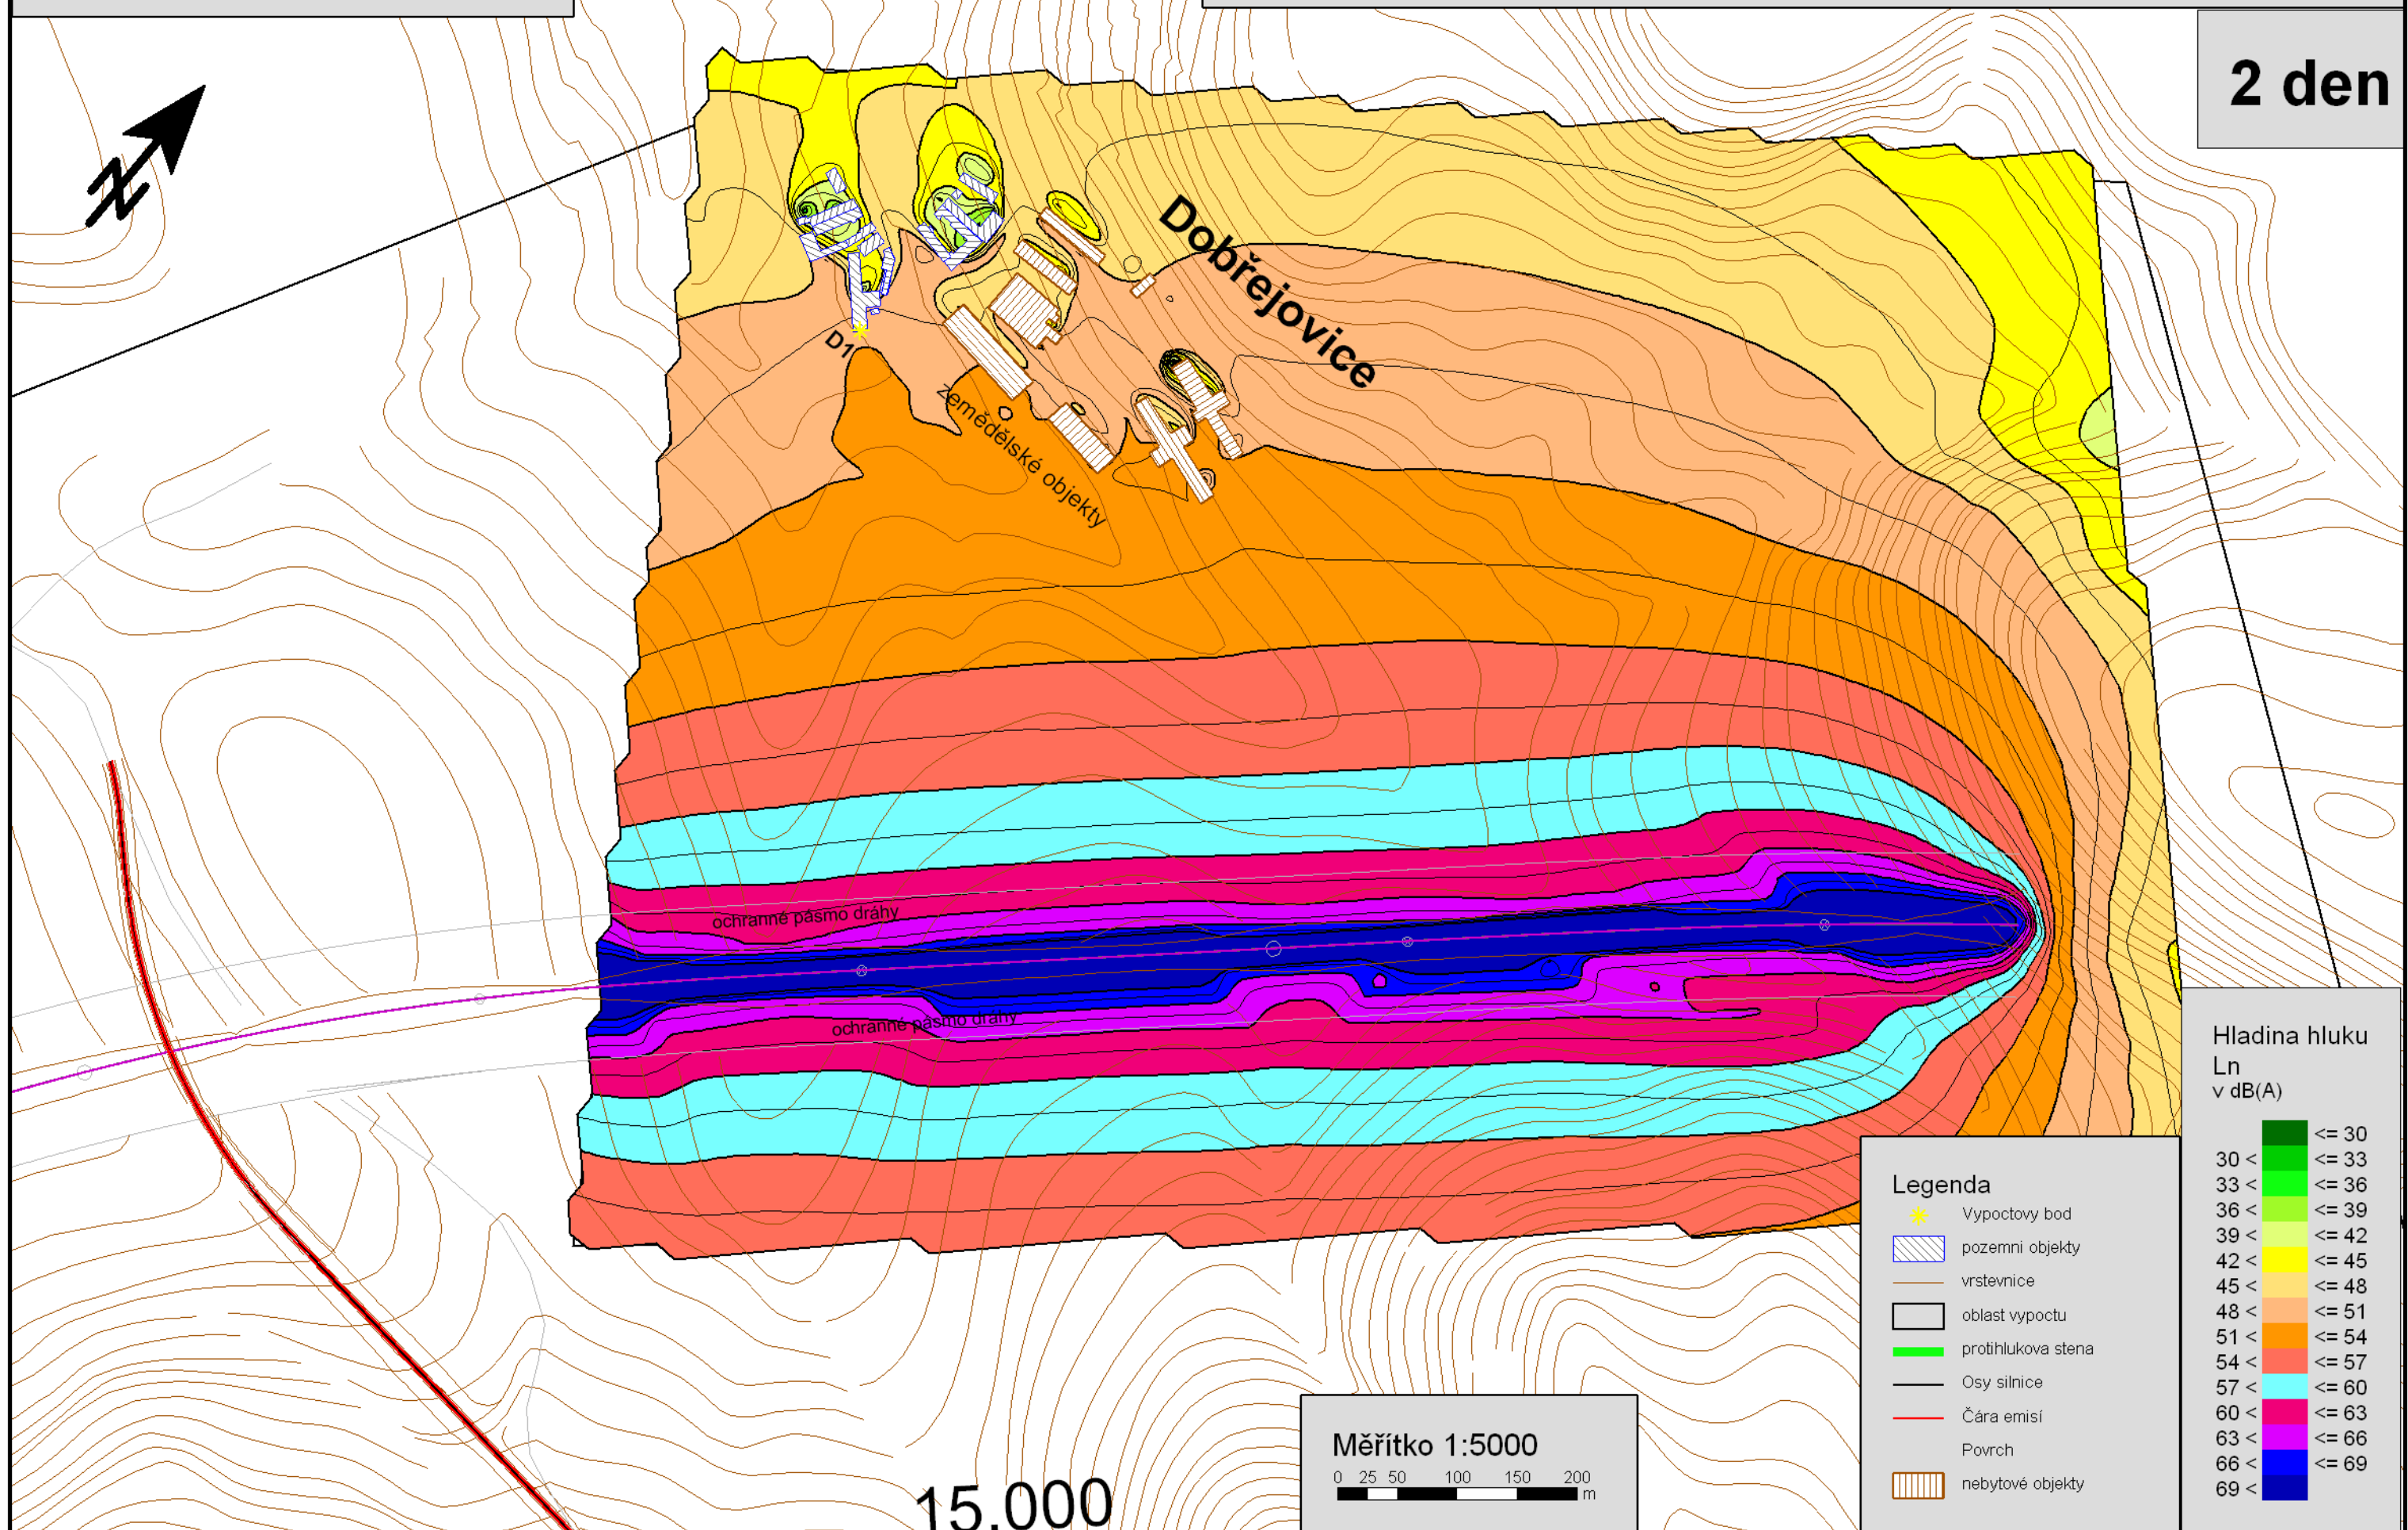 2 den
Z
Dobřejovice
D1
zemědělské objekty
ochranné pásmo dráhy
ochranné pásmo dráhy
15.000
Měřítko 1:5000
0 25 50 100 150 200
m
Legenda
Vypoctovy bod
pozemni objekty
vrstevnice
oblast vypoctu
protihlukova stena
Osy silnice
Čára emisí
Povrch
nebytové objekty
Hladina hluku
Ln
v dB(A)
<= 30
30 < <= 33
33 < <= 36
36 < <= 39
39 < <= 42
42 < <= 45
45 < <= 48
48 < <= 51
51 < <= 54
54 < <= 57
57 < <= 60
60 < <= 63
63 < <= 66
66 < <= 69
69 <